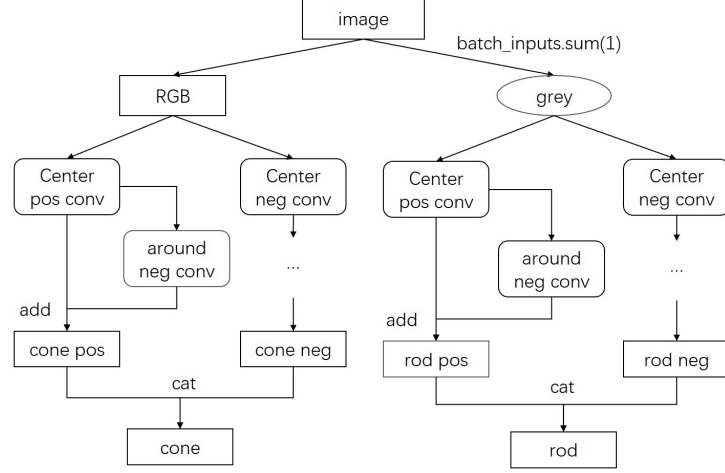 image
batch_inputs.sum(1)
RGB
grey
Center
pos conv
Center
neg conv
Center
pos conv
Center
neg conv
around
neg conv
...
around
neg conv
...
add
add
cone pos
cone neg
rod pos
rod neg
cat
cat
cone
rod